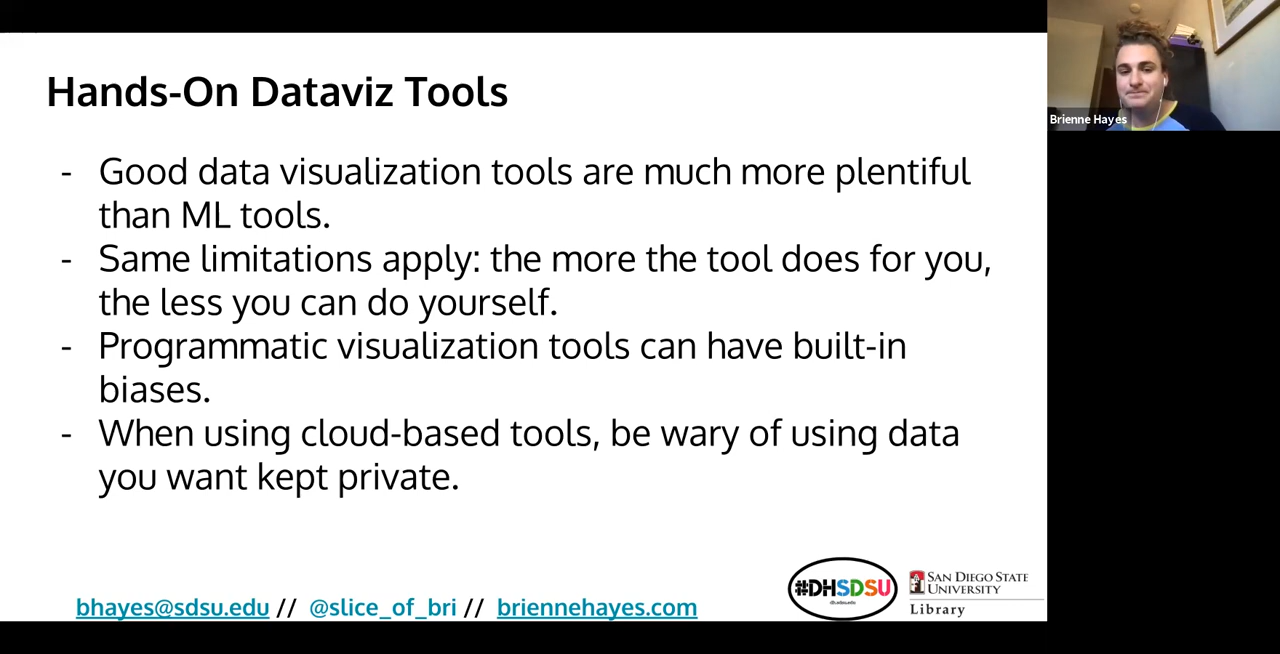 Hands-On Dataviz Tools
- Good data visualization tools are much more plentiful
than ML tools.
- Same limitations apply: the more the tool does for you,
the less you can do yourself.
- Programmatic visualization tools can have built-in
biases.
- When using cloud-based tools, be wary of using data
you want kept private.
bhayes@sdsu.edu // @slice_of_bri // briennehayes.com
#DHSDSU
dh.sdsu.edu
SAN DIEGO STATE
UNIVERSITY
Library
Brienne Hayes